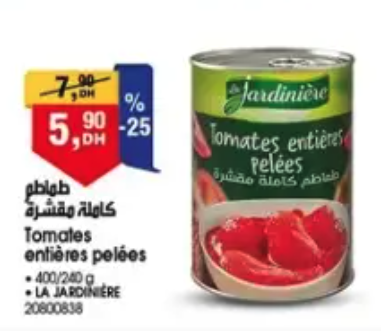 7,90 DH
%
-25
5,90 DH
طماطم
كاملة مقشرة
Tomates
entières pelées
• 400/240 g
• LA JARDINIÈRE
20800838
la Jardinière
Tomates entières
pelées
طماطم كاملة مقشرة